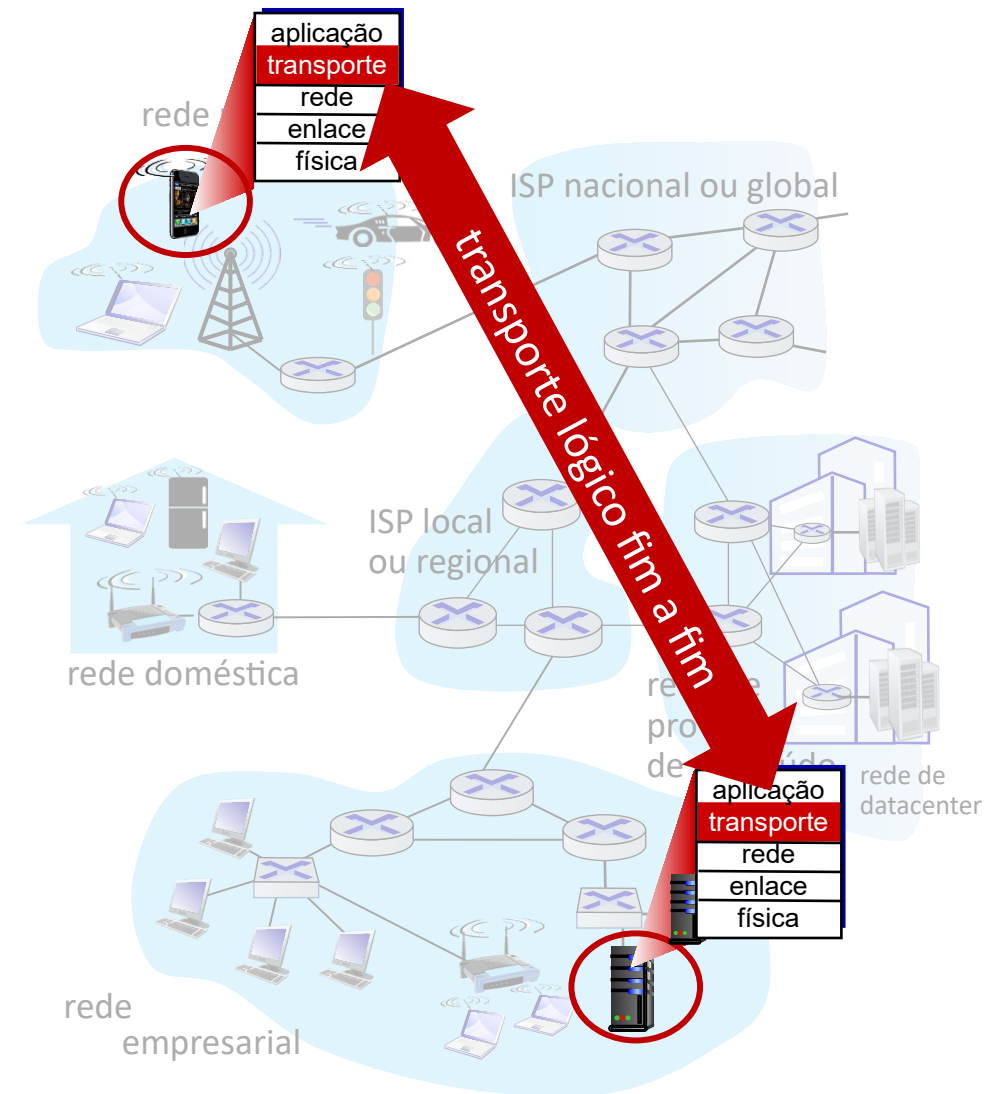 aplicação
transporte
rede
enlace
física
rede
ISP nacional ou global
transporte lógico fim a fim
ISP local
ou regional
rede doméstica
de
rede de
datacenter
aplicação
transporte
rede
enlace
física
rede
empresarial